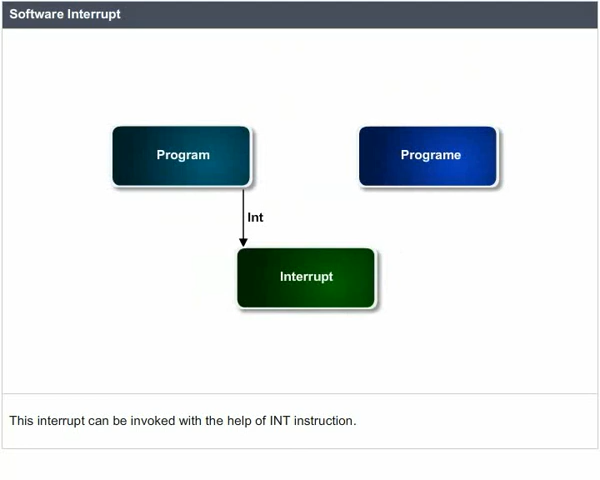 Software Interrupt
Program
Programe
Int
Interrupt
This interrupt can be invoked with the help of INT instruction.